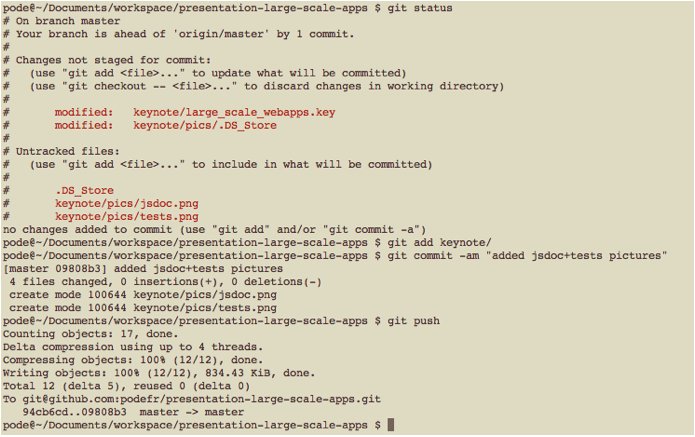 pode@~/Documents/workspace/presentation-large-scale-apps $ git status
# On branch master
# Your branch is ahead of 'origin/master' by 1 commit.
#
# Changes not staged for commit:
#   (use "git add <file>..." to update what will be committed)
#   (use "git checkout -- <file>..." to discard changes in working directory)
#
#       modified:   keynote/large_scale_webapps.key
#       modified:   keynote/pics/.DS_Store
#
# Untracked files:
#   (use "git add <file>..." to include in what will be committed)
#
#       .DS_Store
#       keynote/pics/jsdoc.png
#       keynote/pics/tests.png
no changes added to commit (use "git add" and/or "git commit -a")
pode@~/Documents/workspace/presentation-large-scale-apps $ git add keynote/
pode@~/Documents/workspace/presentation-large-scale-apps $ git commit -am "added jsdoc+tests pictures"
[master 09808b3] added jsdoc+tests pictures
 4 files changed, 0 insertions(+), 0 deletions(-)
 create mode 100644 keynote/pics/jsdoc.png
 create mode 100644 keynote/pics/tests.png
pode@~/Documents/workspace/presentation-large-scale-apps $ git push
Counting objects: 17, done.
Delta compression using up to 4 threads.
Compressing objects: 100% (12/12), done.
Writing objects: 100% (12/12), 834.43 KiB, done.
Total 12 (delta 5), reused 0 (delta 0)
To git@github.com:podefr/large-scale-apps.git
   94cb6cd..09808b3  master -> master
pode@~/Documents/workspace/presentation-large-scale-apps $